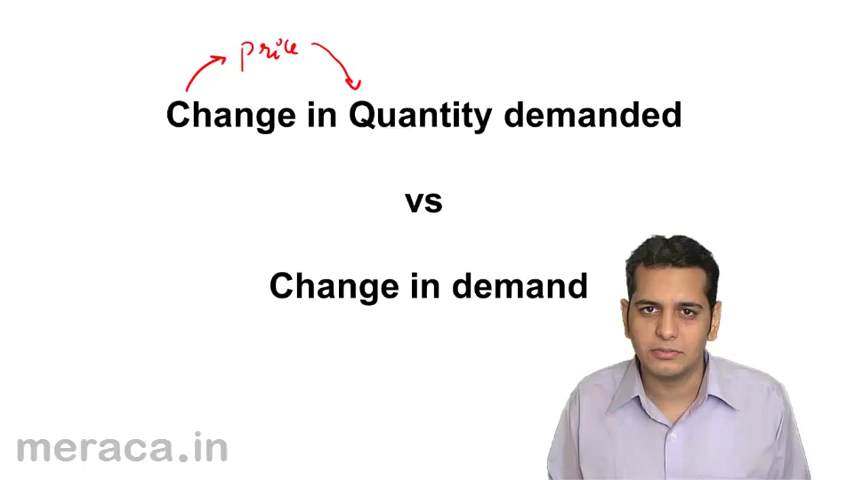 price
Change in Quantity demanded
vs
Change in demand
meraca.in